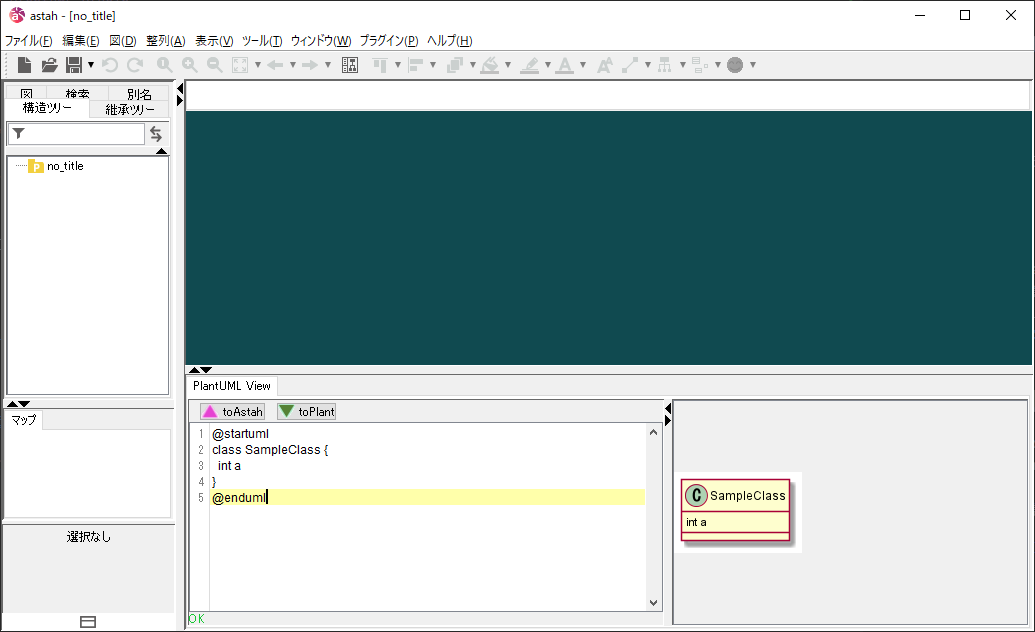 astah - [no_title]
ファイル(F) 編集(E) 図(D) 整列(A) 表示(V) ツール(T) ウィンドウ(W) プラグイン(P) ヘルプ(H)
図 検索 別名
構造ツリー 継承ツリー
no_title
マップ
選択なし
PlantUML View
toAstah toPlant
1 @startuml
2 class SampleClass {
3 int a
4 }
5 @enduml
OK
C SampleClass
int a